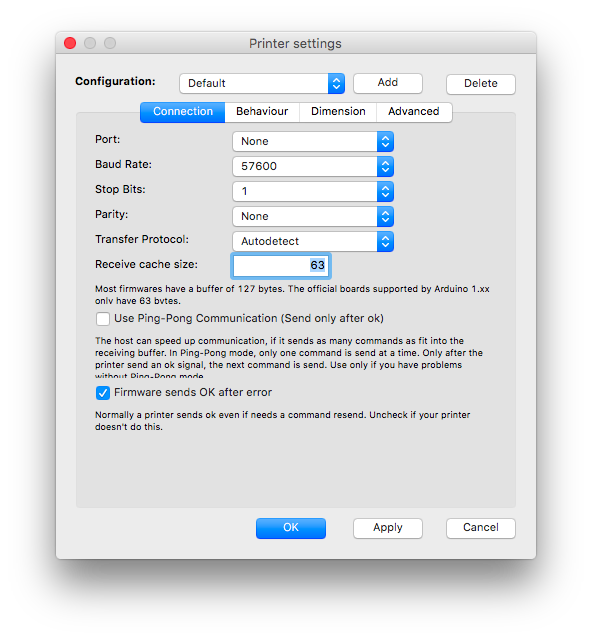 Printer settings
Configuration: Default Add Delete
Connection Behaviour Dimension Advanced
Port: None
Baud Rate: 57600
Stop Bits: 1
Parity: None
Transfer Protocol: Autodetect
Receive cache size: 63
Most firmwares have a buffer of 127 bytes. The official boards supported by Arduino 1.xx
only have 63 bytes.
Use Ping-Pong Communication (Send only after ok)
The host can speed up communication, if it sends as many commands as fit into the
receiving buffer. In Ping-Pong mode, only one command is send at a time. Only after the
printer send an ok signal, the next command is send. Use only if you have problems
without Ping-Pong mode.
Firmware sends OK after error
Normally a printer sends ok even if needs a command resend. Uncheck if your printer
doesn't do this.
OK Apply Cancel